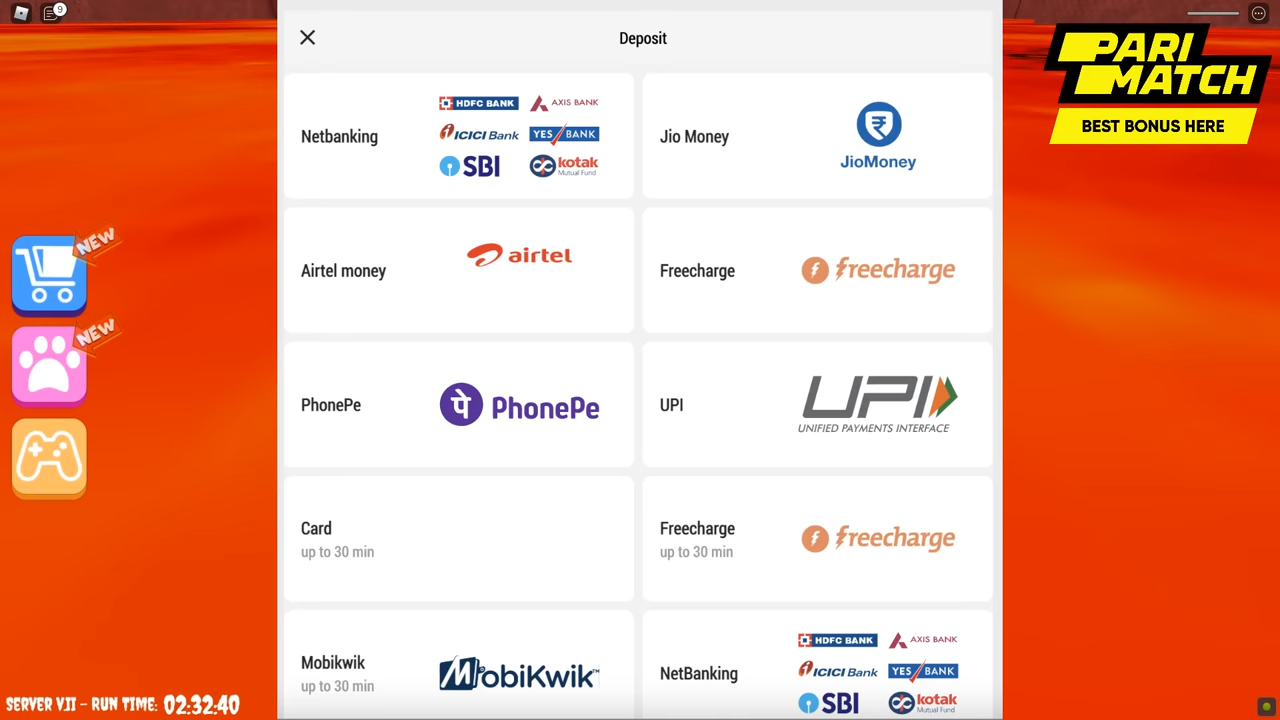 9
Deposit
PARI
MATCH
BEST BONUS HERE
Netbanking
HDFC BANK
AXIS BANK
ICICI Bank
YES BANK
SBI
kotak
Mutual Fund
Jio Money
JioMoney
Airtel money
airtel
Freecharge
freecharge
PhonePe
पे PhonePe
UPI
UPI
UNIFIED PAYMENTS INTERFACE
Card
up to 30 min
Freecharge
up to 30 min
freecharge
Mobikwik
up to 30 min
MobiKwik™
NetBanking
HDFC BANK
AXIS BANK
ICICI Bank
YES BANK
SBI
kotak
Mutual Fund
NEW
NEW
SERVER V.II - RUN TIME: 02:32:40